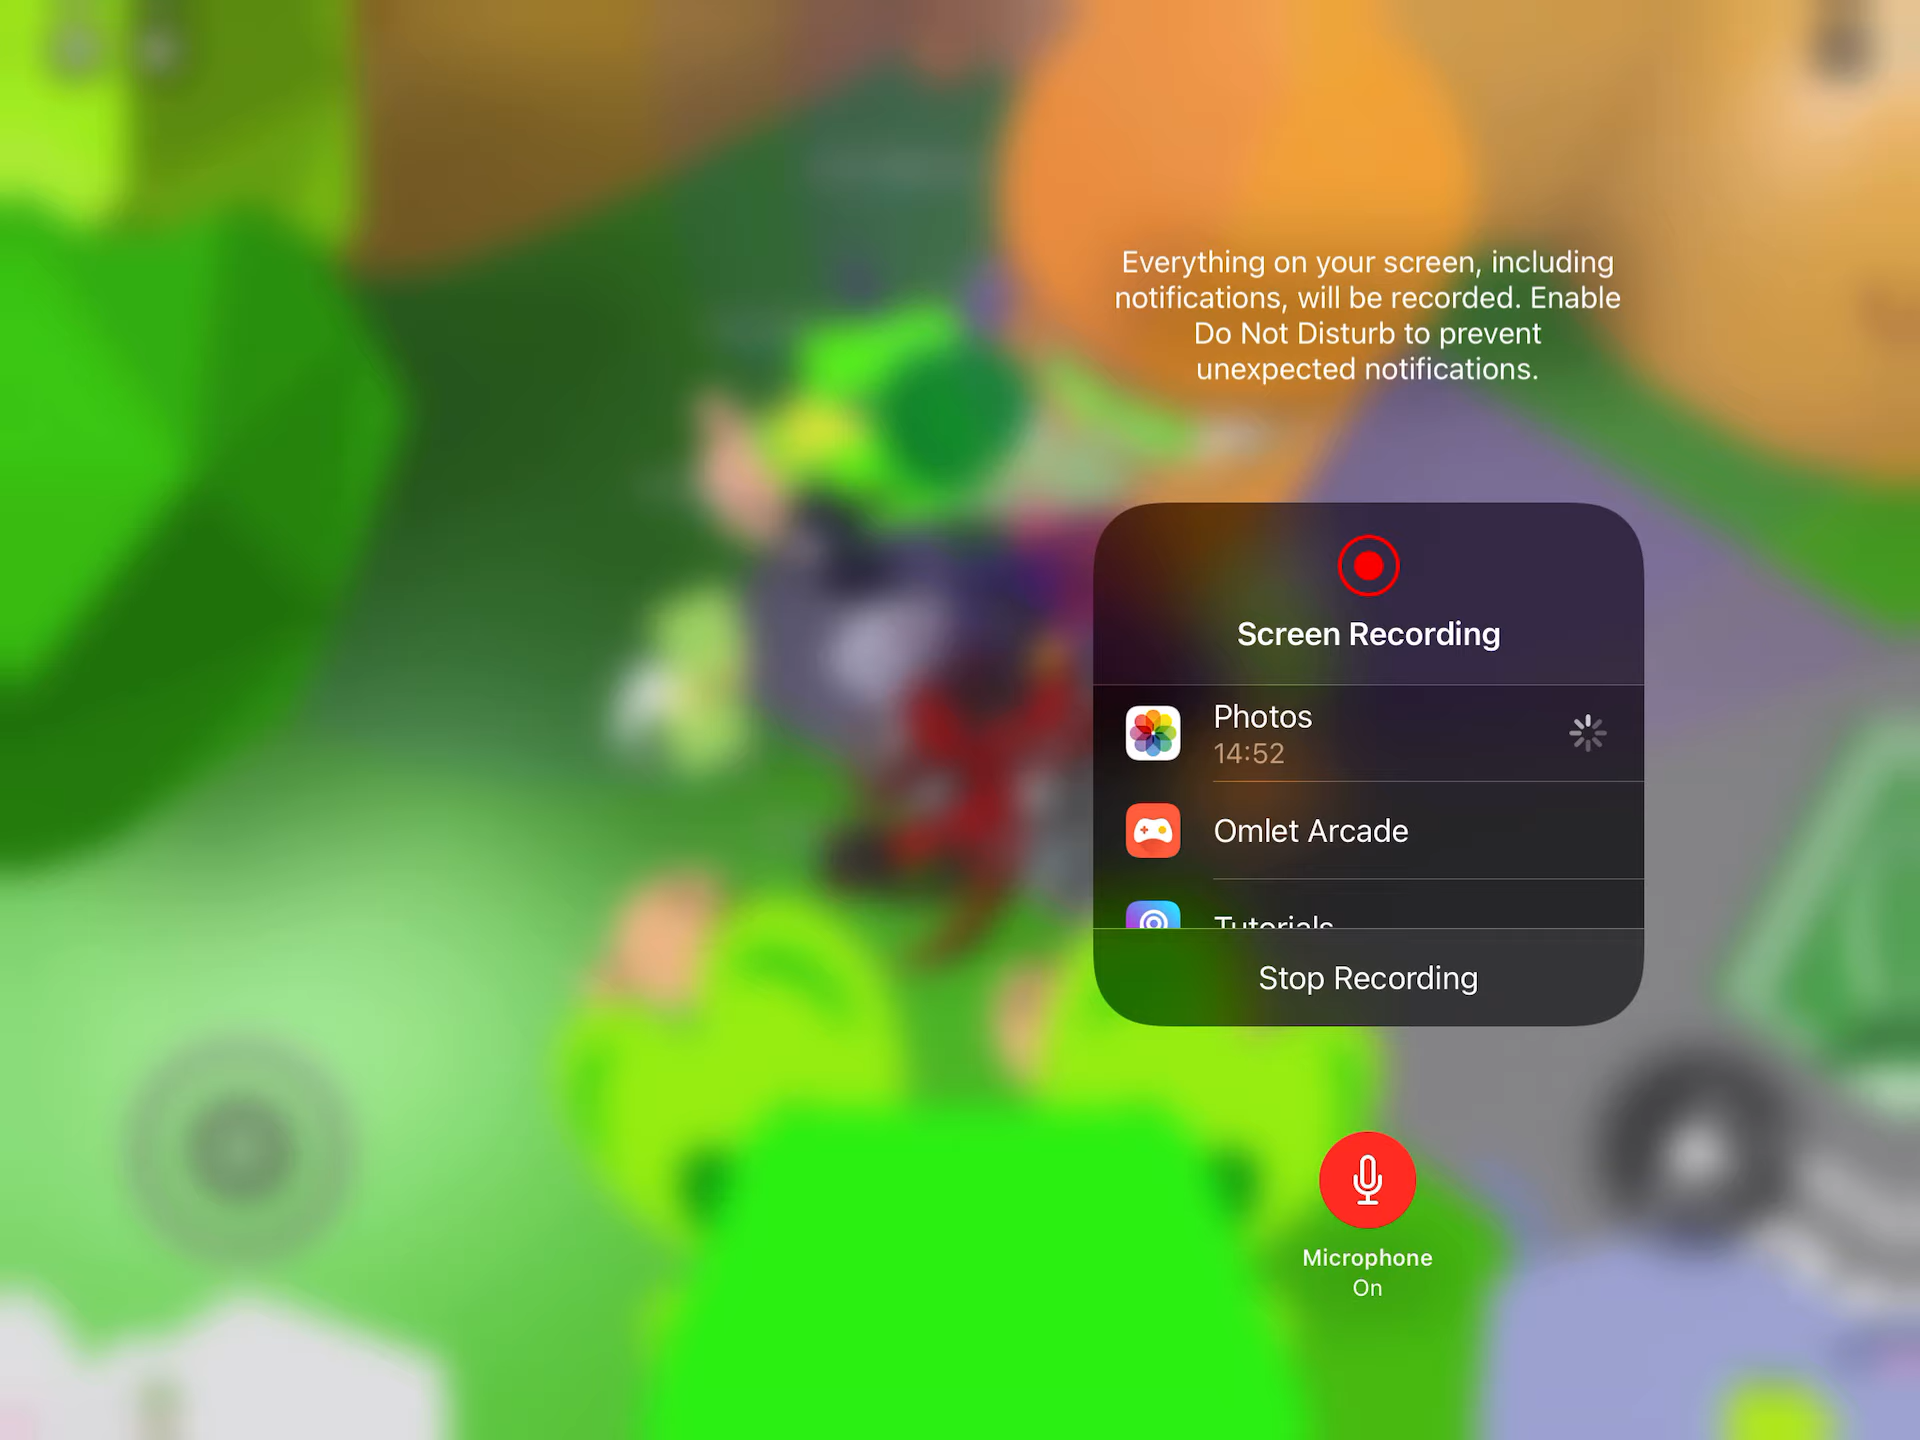 Everything on your screen, including
notifications, will be recorded. Enable
Do Not Disturb to prevent
unexpected notifications.
Screen Recording
Photos
14:52
Omlet Arcade
Tutorials
Stop Recording
Microphone
On